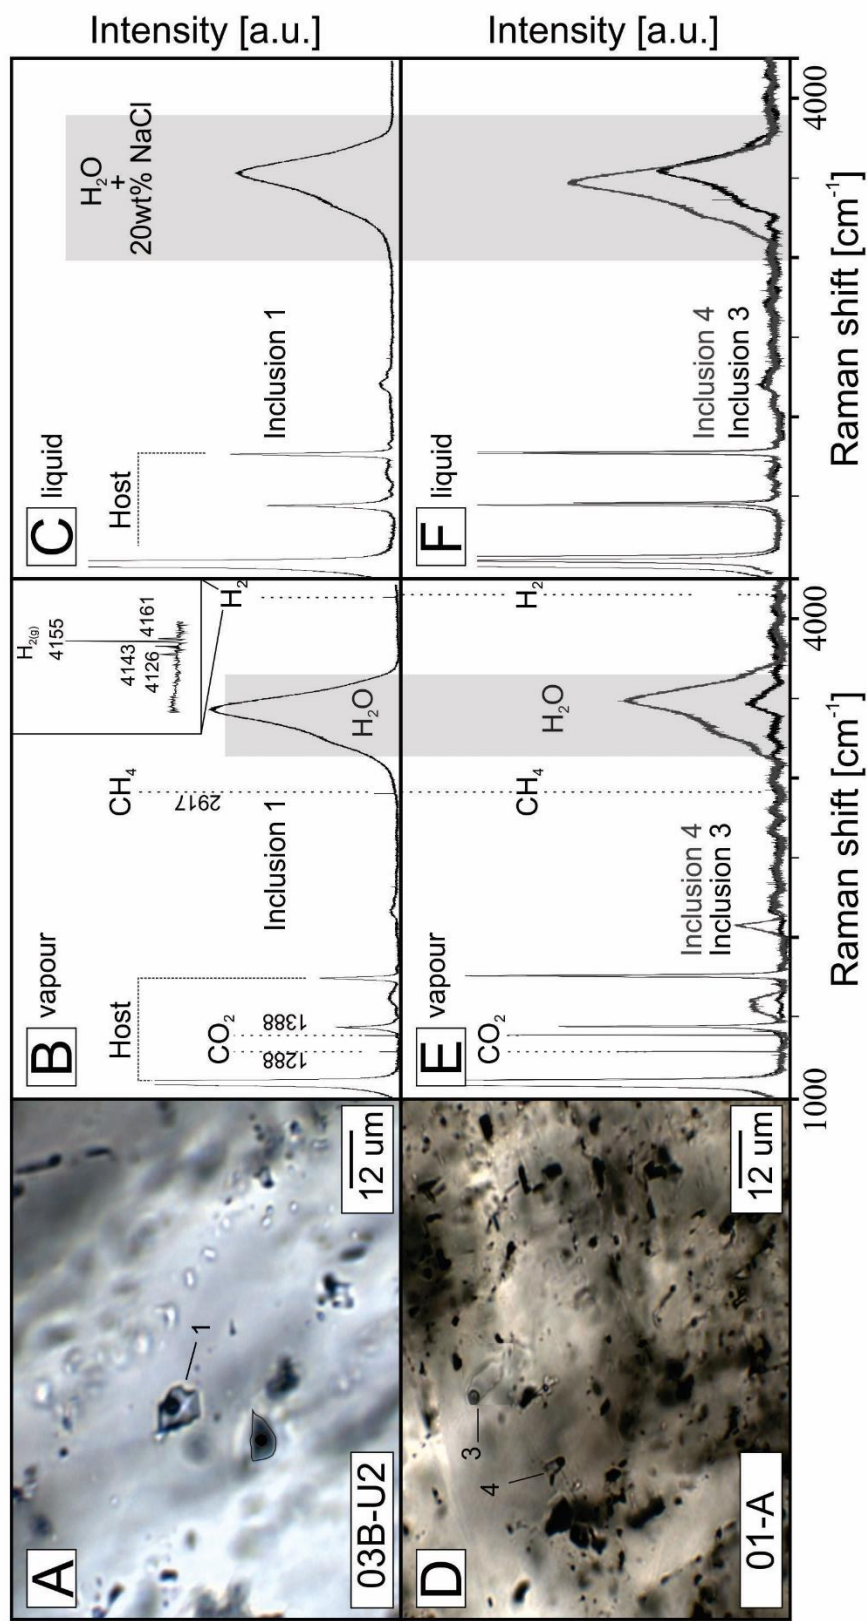 A
1
03B-U2
12 um
B vapour
Host
CO₂
1288
1388
Inclusion 1
CH₄
2917
H₂O
H₂
H₂₍g₎
4155
4143
4126
4161
C liquid
Host
Inclusion 1
H₂O
+
20wt% NaCl
Intensity [a.u.]
D
3
4
01-A
12 um
E vapour
CO₂
Inclusion 4
Inclusion 3
CH₄
H₂O
H₂
F liquid
Inclusion 4
Inclusion 3
Intensity [a.u.]
1000
4000
4000
Raman shift [cm⁻¹]
Raman shift [cm⁻¹]